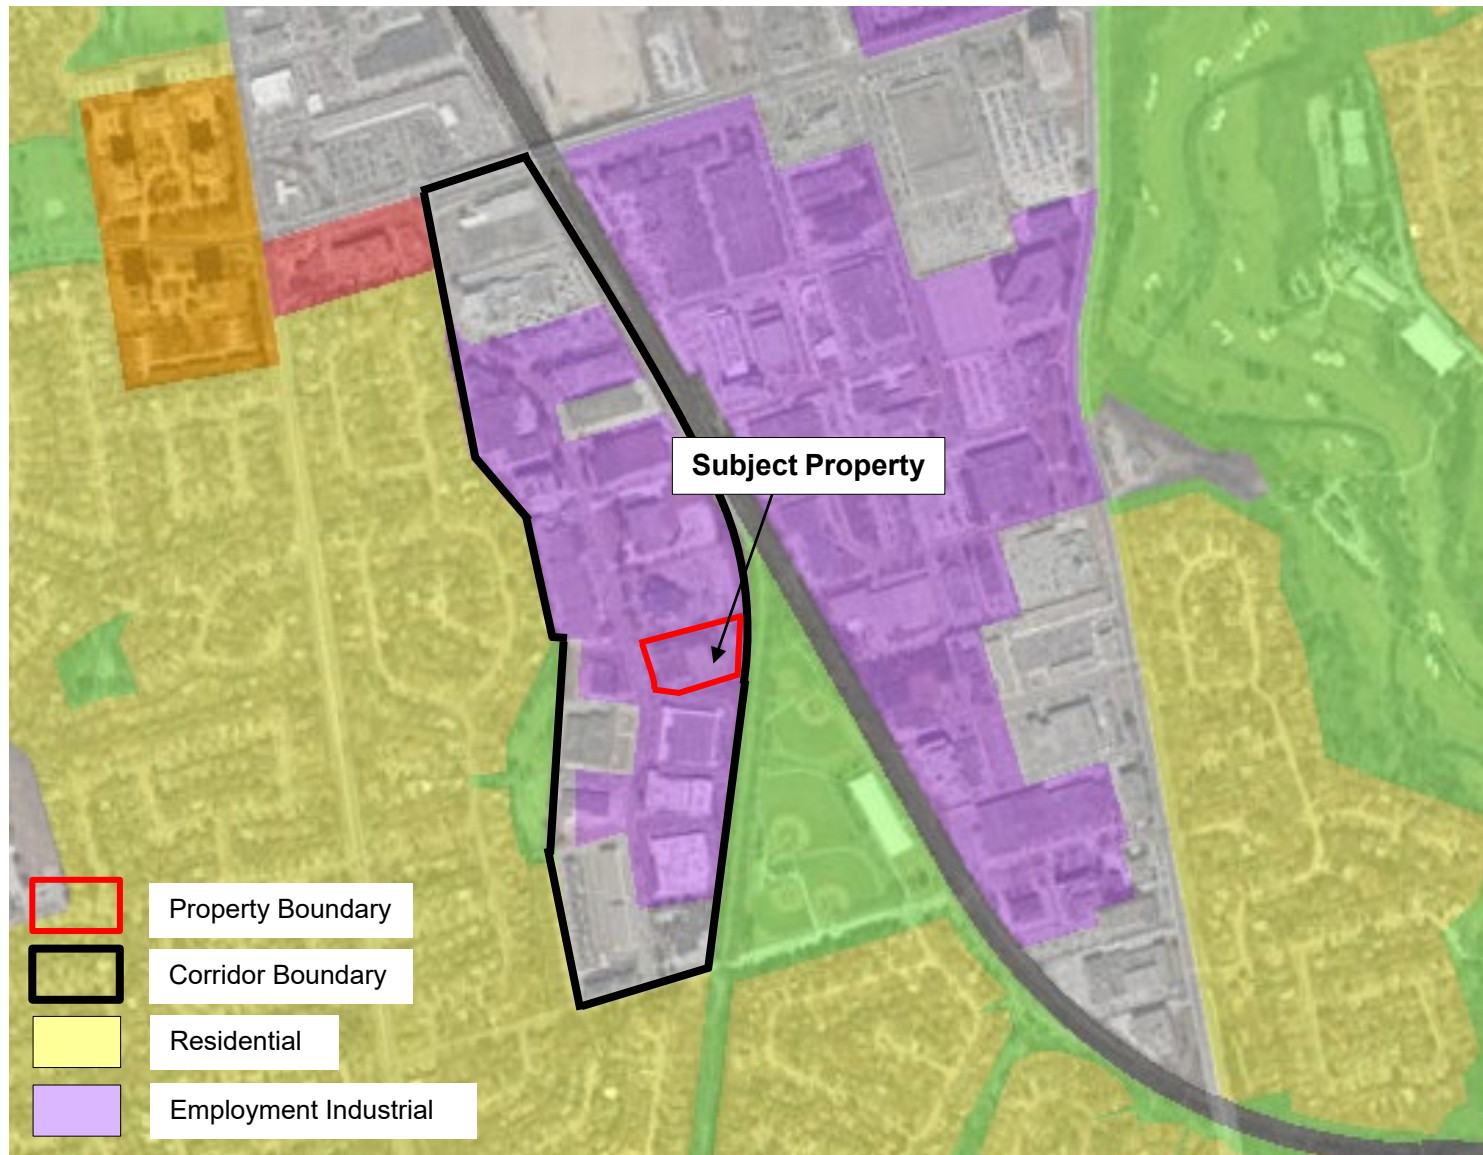 Subject Property
Property Boundary
Corridor Boundary
Residential
Employment Industrial